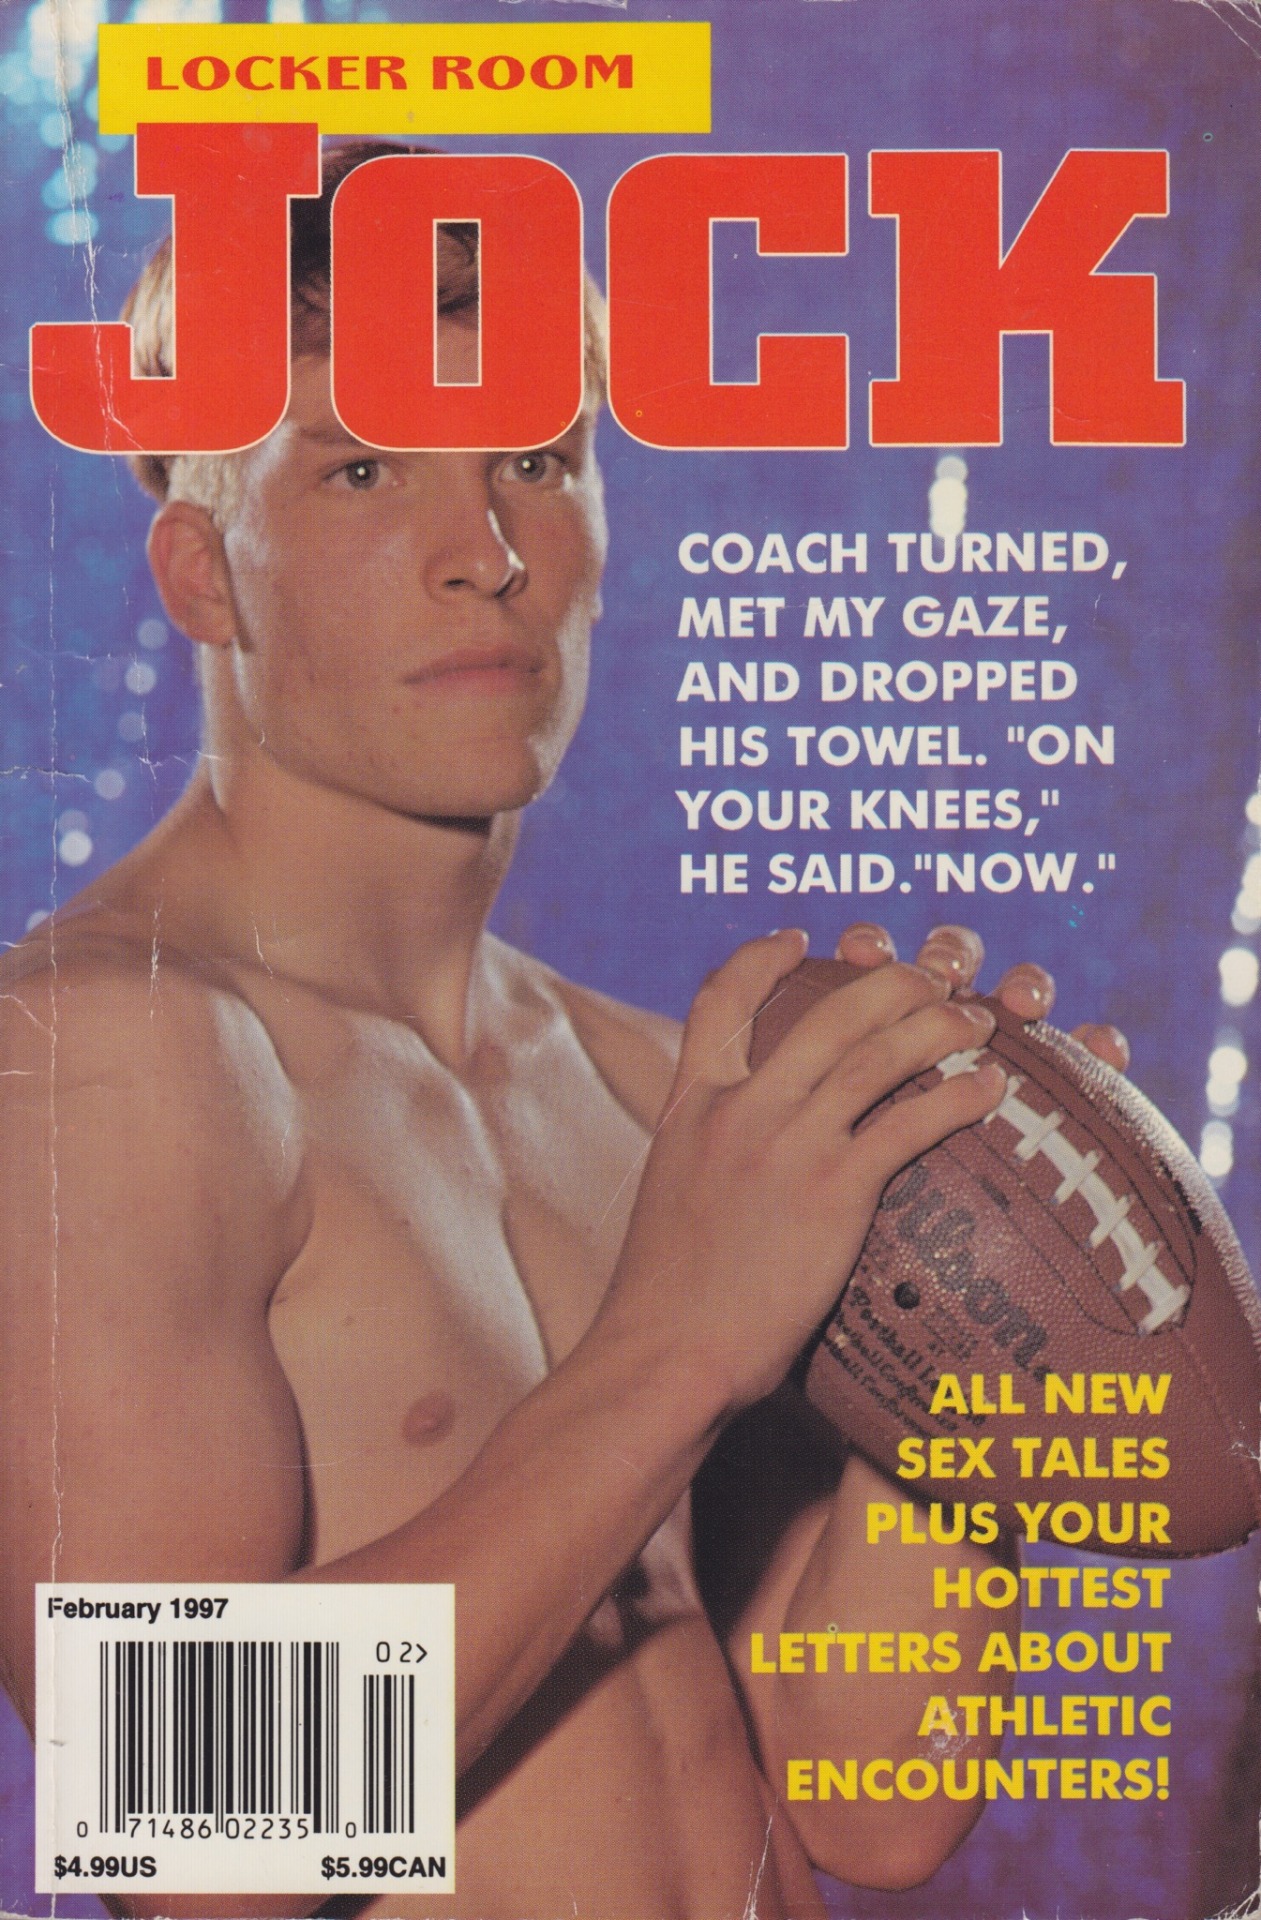 LOCKER ROOM
JOCK
COACH TURNED,
MET MY GAZE,
AND DROPPED
HIS TOWEL. "ON
YOUR KNEES,"
HE SAID."NOW."
Wilson
Football
ALL NEW
SEX TALES
PLUS YOUR
HOTTEST
LETTERS ABOUT
ATHLETIC
ENCOUNTERS!
February 1997
02>
0 71486 02235 0
$4.99US $5.99CAN